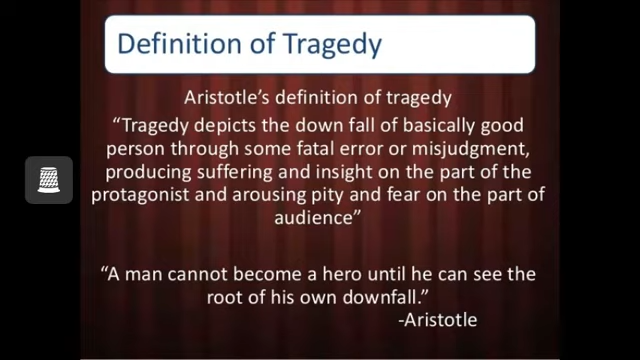 Definition of Tragedy
Aristotle’s definition of tragedy
“Tragedy depicts the down fall of basically good
person through some fatal error or misjudgment,
producing suffering and insight on the part of the
protagonist and arousing pity and fear on the part of
audience”
“A man cannot become a hero until he can see the
root of his own downfall.”
-Aristotle